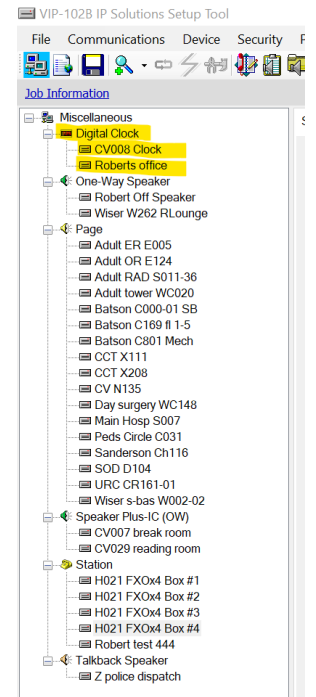 VIP-102B IP Solutions Setup Tool
File Communications Device Security
Job Information
Miscellaneous
Digital Clock
CV008 Clock
Roberts office
One-Way Speaker
Robert Off Speaker
Wiser W262 RLounge
Page
Adult ER E005
Adult OR E124
Adult RAD S011-36
Adult tower WC020
Batson C000-01 SB
Batson C169 fl 1-5
Batson C801 Mech
CCT X111
CCT X208
CV N135
Day surgery WC148
Main Hosp S007
Peds Circle C031
Sanderson Ch116
SOD D104
URC CR161-01
Wiser s-bas W002-02
Speaker Plus-IC (OW)
CV007 break room
CV029 reading room
Station
H021 FXOx4 Box #1
H021 FXOx4 Box #2
H021 FXOx4 Box #3
H021 FXOx4 Box #4
Robert test 444
Talkback Speaker
Z police dispatch